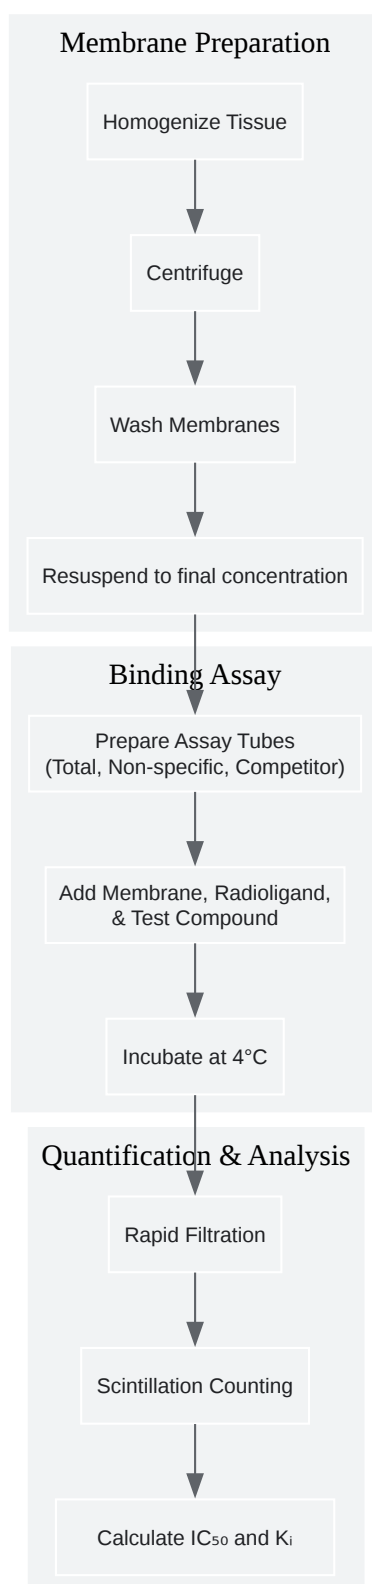 Membrane Preparation
Homogenize Tissue
Centrifuge
Wash Membranes
Resuspend to final concentration
Binding Assay
Prepare Assay Tubes
(Total, Non-specific, Competitor)
Add Membrane, Radioligand,
& Test Compound
Incubate at 4°C
Quantification & Analysis
Rapid Filtration
Scintillation Counting
Calculate IC₅₀ and Kᵢ